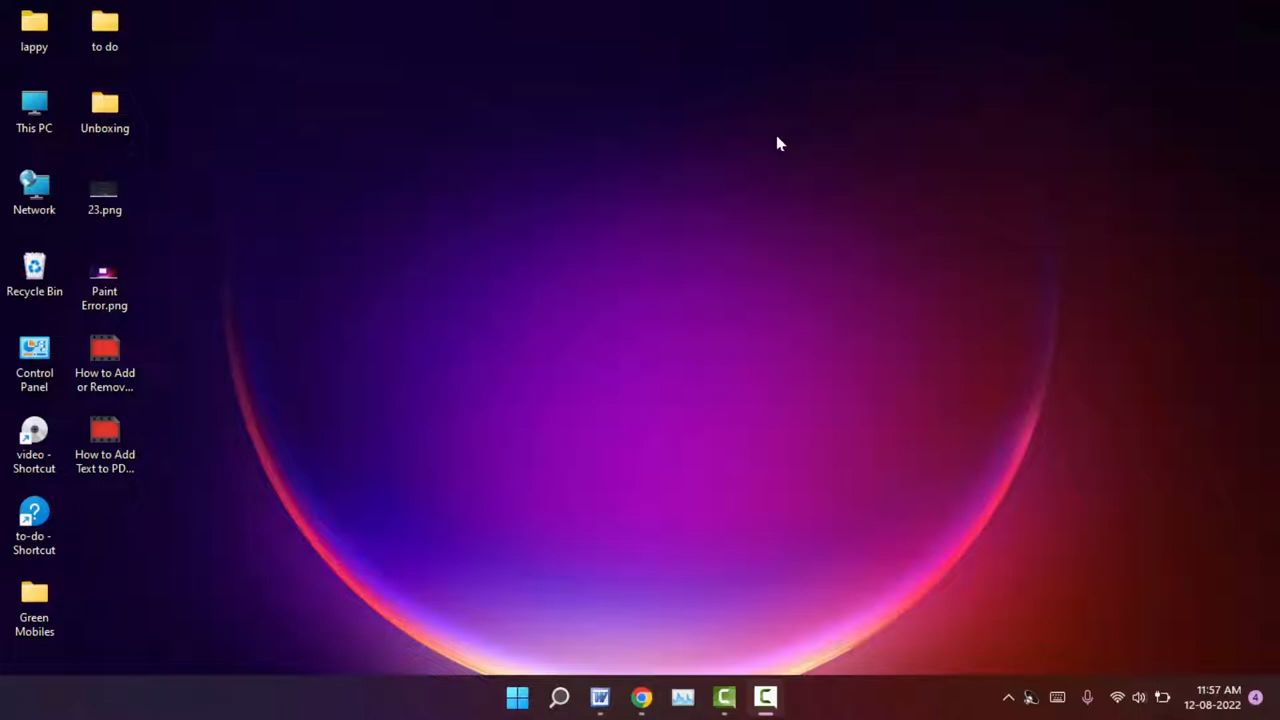 lappy
to do
This PC
Unboxing
Network
23.png
Recycle Bin
Paint
Error.png
Control
Panel
How to Add
or Remov...
video -
Shortcut
How to Add
Text to PD...
to-do -
Shortcut
Green
Mobiles
11:57 AM
12-08-2022
4